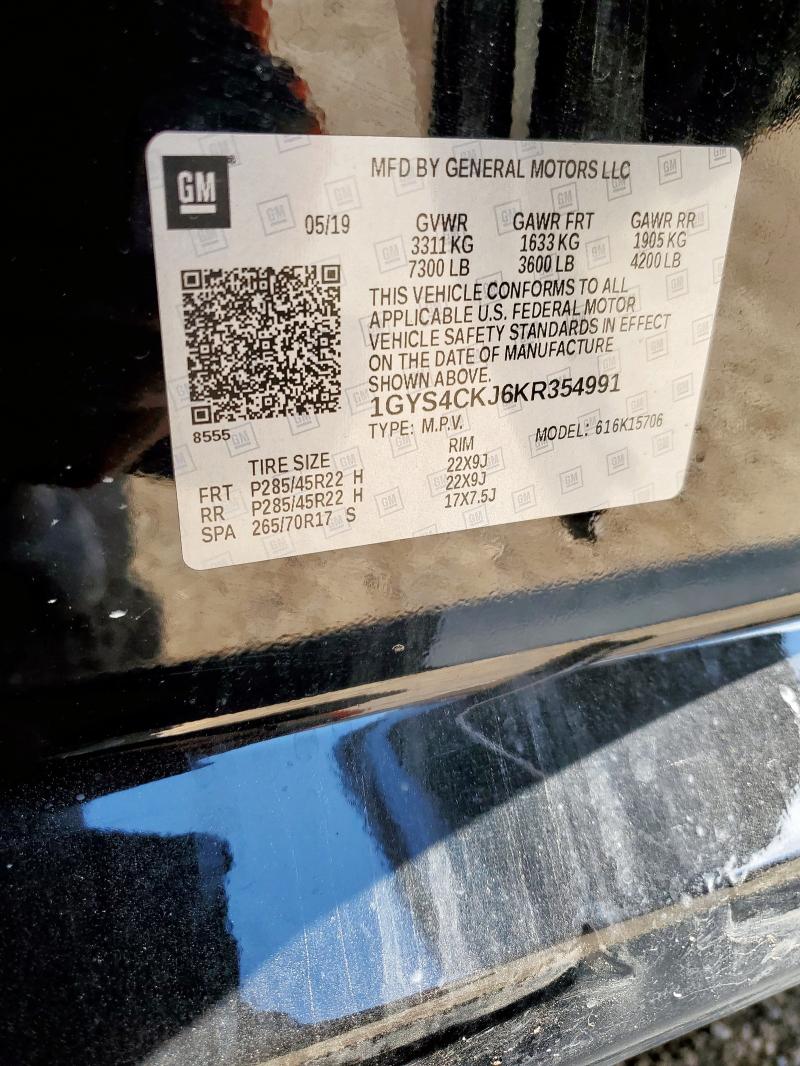 GM
MFD BY GENERAL MOTORS LLC
05/19
GVWR GAWR FRT GAWR RR
3311 KG 1633 KG 1905 KG
7300 LB 3600 LB 4200 LB
THIS VEHICLE CONFORMS TO ALL
APPLICABLE U.S. FEDERAL MOTOR
VEHICLE SAFETY STANDARDS IN EFFECT
ON THE DATE OF MANUFACTURE
SHOWN ABOVE.
1GYS4CKJ6KR354991
8555
TYPE: M.P.V. MODEL: 616K15706
TIRE SIZE RIM
FRT P285/45R22 H 22X9J
RR P285/45R22 H 22X9J
SPA 265/70R17 S 17X7.5J